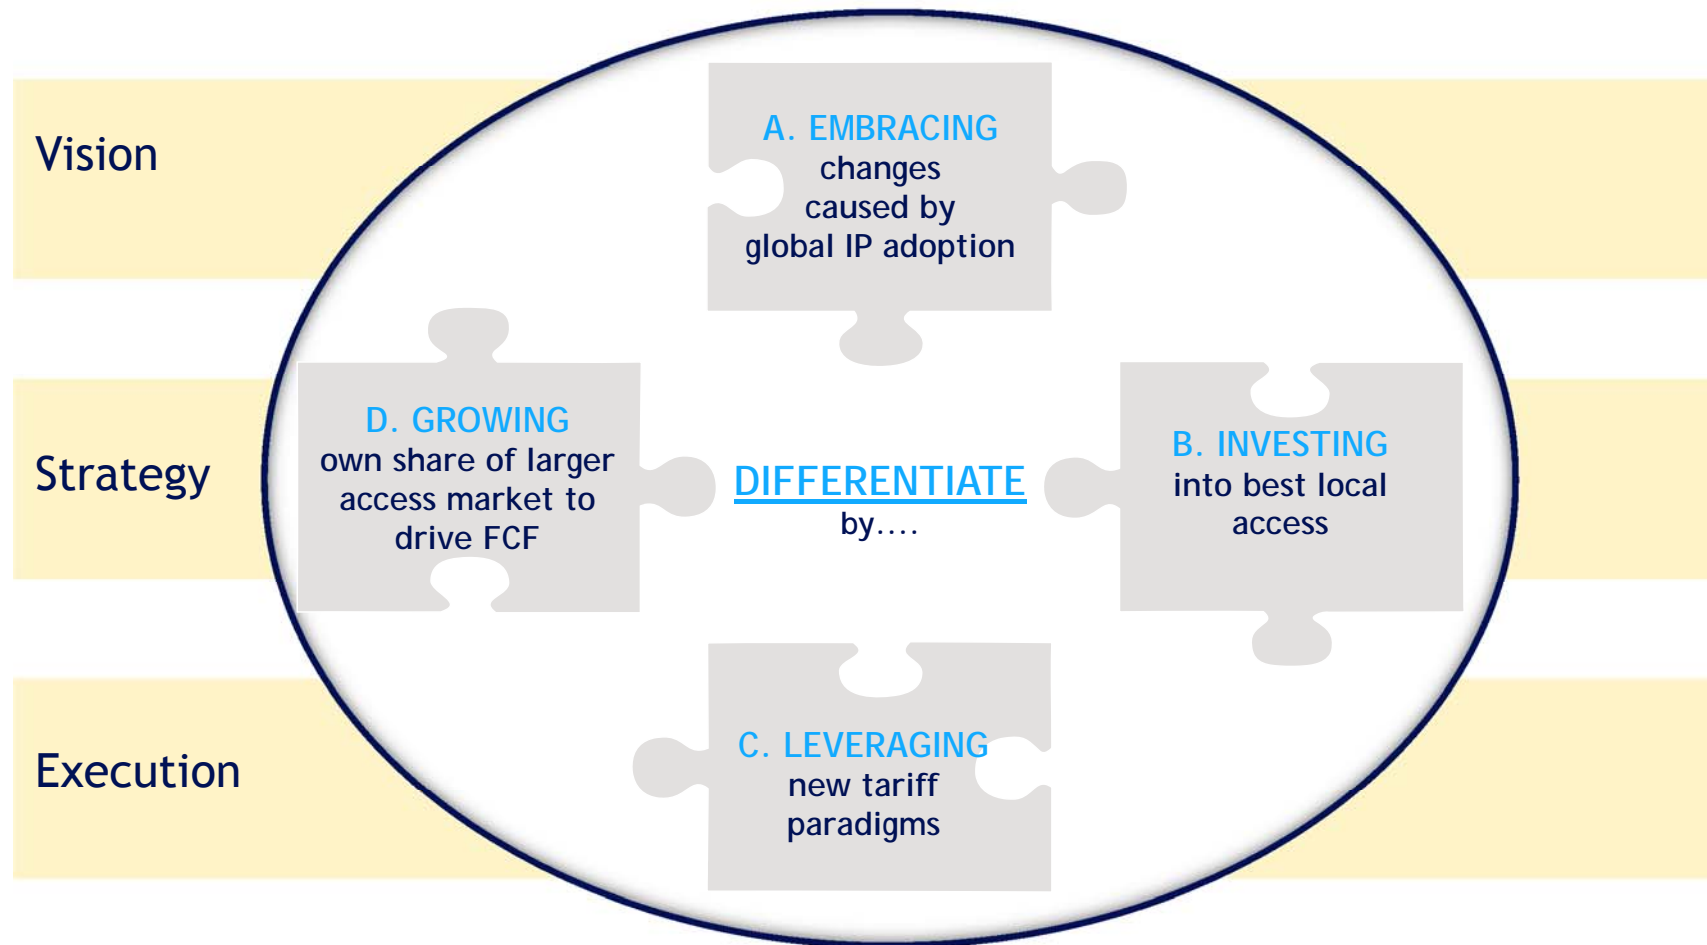 Vision
A. EMBRACING
changes
caused by
global IP adoption
Strategy
D. GROWING
own share of larger
access market to
drive FCF
DIFFERENTIATE
by....
B. INVESTING
into best local
access
Execution
C. LEVERAGING
new tariff
paradigms